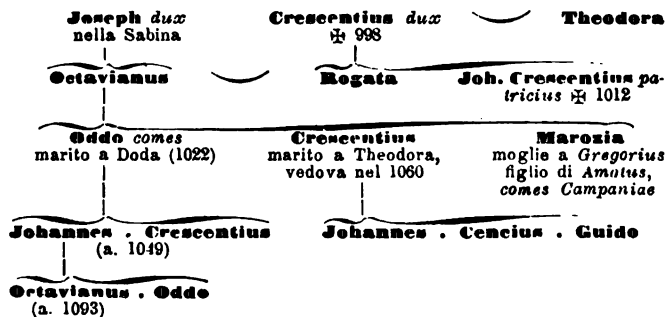 Joseph dux Crescentius dux Theodora
nella Sabina ✠ 998
Octavianus Rogata Joh. Crescentius pa-
tricius ✠ 1012
Oddo comes Crescentius Marozia
marito a Doda (1022) marito a Theodora, moglie a Gregorius
vedova nel 1060 figlio di Amatus,
comes Campaniae
Johannes . Crescentius Johannes . Cencius . Guido
(a. 1049)
Octavianus . Oddo
(a. 1093)